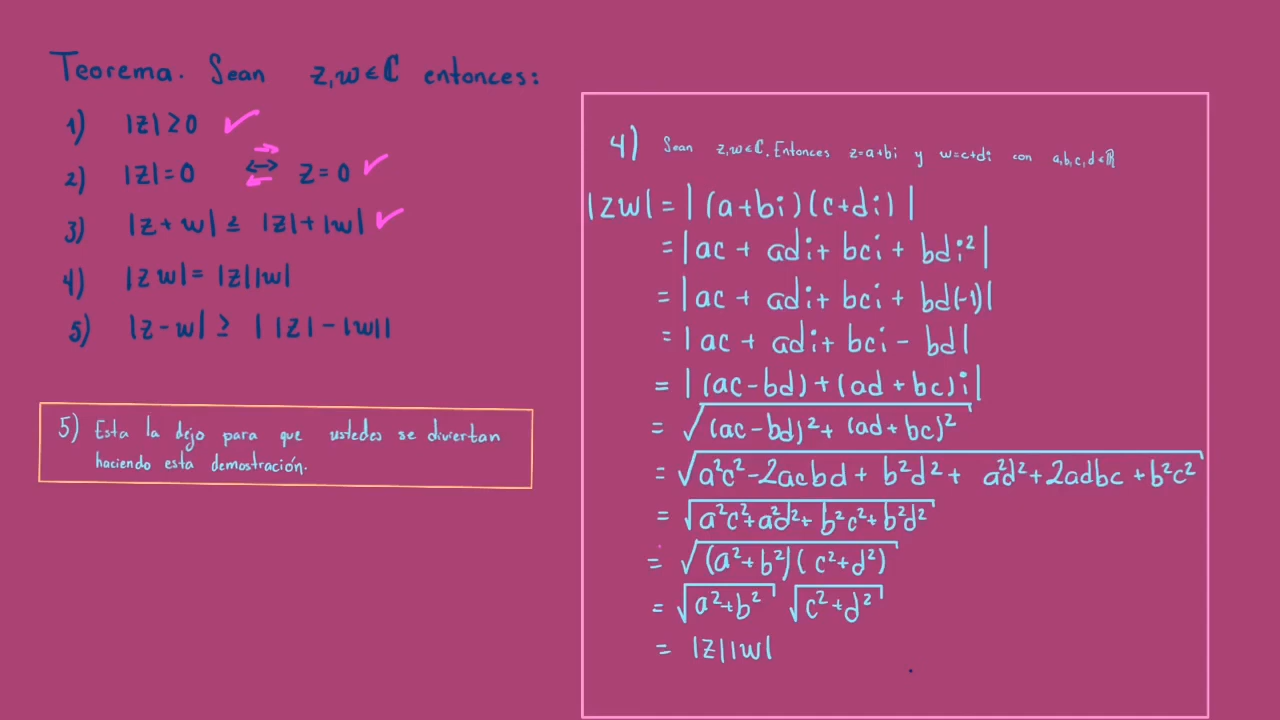 Teorema. Sean z,w∈ℂ entonces:
1) |z| ≥ 0 ✓
2) |z| = 0 ↔ z = 0 ✓
3) |z + w| ≤ |z| + |w| ✓
4) |z w| = |z||w|
5) |z - w| ≥ | |z| - |w||
5) Esta la dejo para que ustedes se diviertan
haciendo esta demostración.
4) Sean z,w∈ℂ. Entonces z=a+bi y w=c+di con a,b,c,d∈ℝ
|zw| = | (a+bi)(c+di) |
= |ac + adi + bci + bdi²|
= |ac + adi + bci + bd(-1)|
= |ac + adi + bci - bd|
= |(ac-bd) + (ad + bc)i|
= √((ac-bd)² + (ad+bc)²)
= √(a²c² - 2acbd + b²d² + a²d² + 2adbc + b²c²)
= √(a²c² + a²d² + b²c² + b²d²)
= √((a²+b²)(c²+d²))
= √(a²+b²) √(c²+d²)
= |z||w|